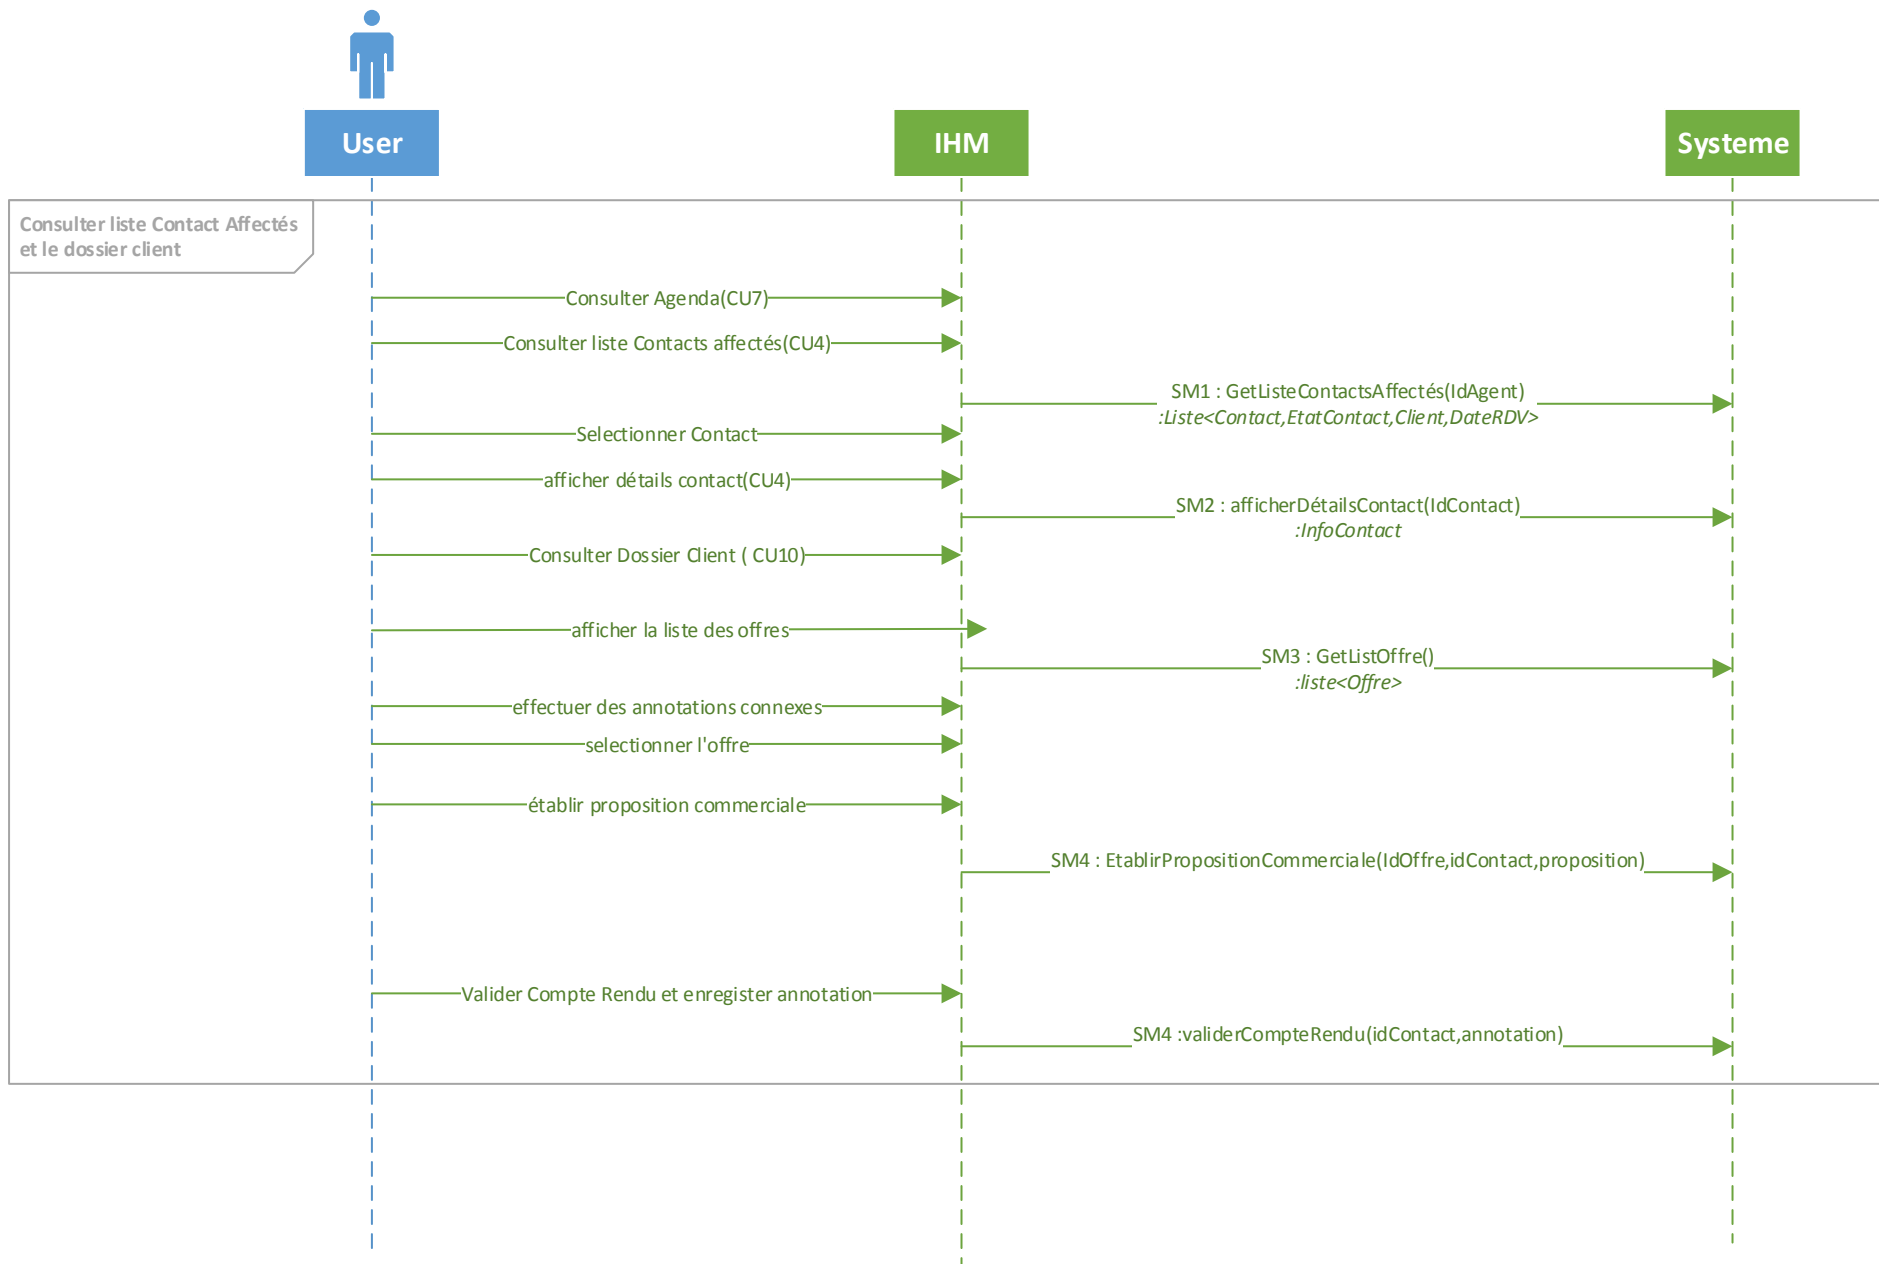 User
IHM
Systeme
Consulter liste Contact Affectés
et le dossier client
Consulter Agenda(CU7)
Consulter liste Contacts affectés(CU4)
SM1 : GetListeContactsAffectés(IdAgent)
:Liste<Contact,EtatContact,Client,DateRDV>
Selectionner Contact
afficher détails contact(CU4)
SM2 : afficherDétailsContact(IdContact)
:InfoContact
Consulter Dossier Client ( CU10)
afficher la liste des offres
SM3 : GetListOffre()
:liste<Offre>
effectuer des annotations connexes
selectionner l'offre
établir proposition commerciale
SM4 : EtablirPropositionCommerciale(IdOffre,idContact,proposition)
Valider Compte Rendu et enregister annotation
SM4 :validerCompteRendu(idContact,annotation)